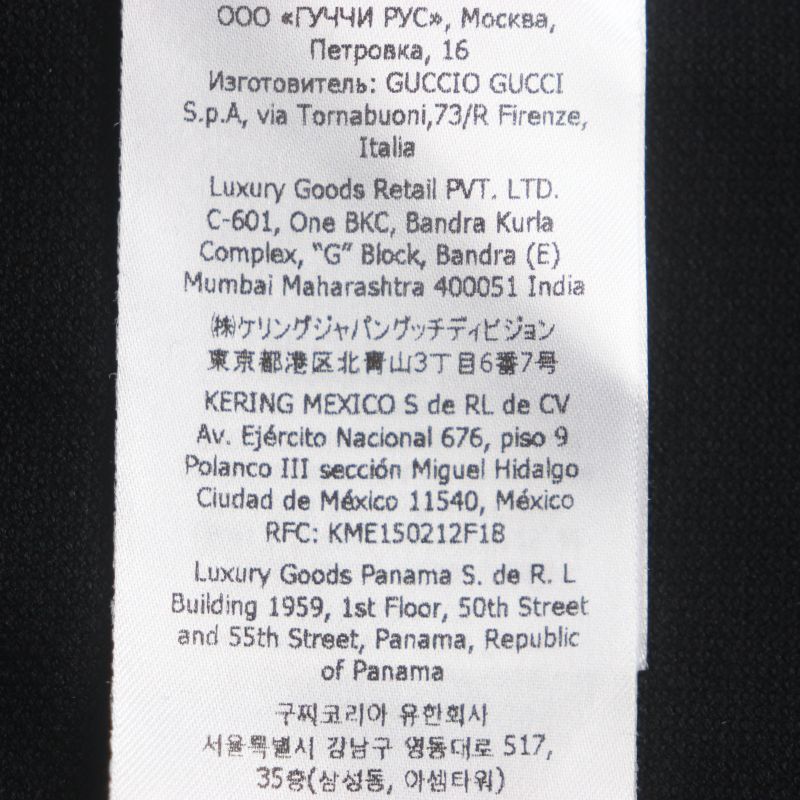 ООО «ГУЧЧИ РУС», Москва,
Петровка, 16
Изготовитель: GUCCIO GUCCI
S.p.A, via Tornabuoni,73/R Firenze,
Italia
Luxury Goods Retail PVT. LTD.
C-601, One BKC, Bandra Kurla
Complex, “G” Block, Bandra (E)
Mumbai Maharashtra 400051 India
㈱ケリングジャパングッチディビジョン
東京都港区北青山3丁目6番7号
KERING MEXICO S de RL de CV
Av. Ejército Nacional 676, piso 9
Polanco III sección Miguel Hidalgo
Ciudad de México 11540, México
RFC: KME150212F18
Luxury Goods Panama S. de R. L
Building 1959, 1st Floor, 50th Street
and 55th Street, Panama, Republic
of Panama
구찌코리아 유한회사
서울특별시 강남구 영동대로 517,
35층(삼성동, 아셈타워)